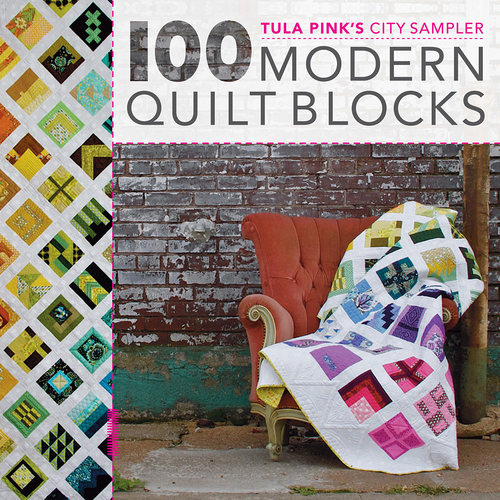 TULA PINK'S CITY SAMPLER
100 MODERN
QUILT BLOCKS